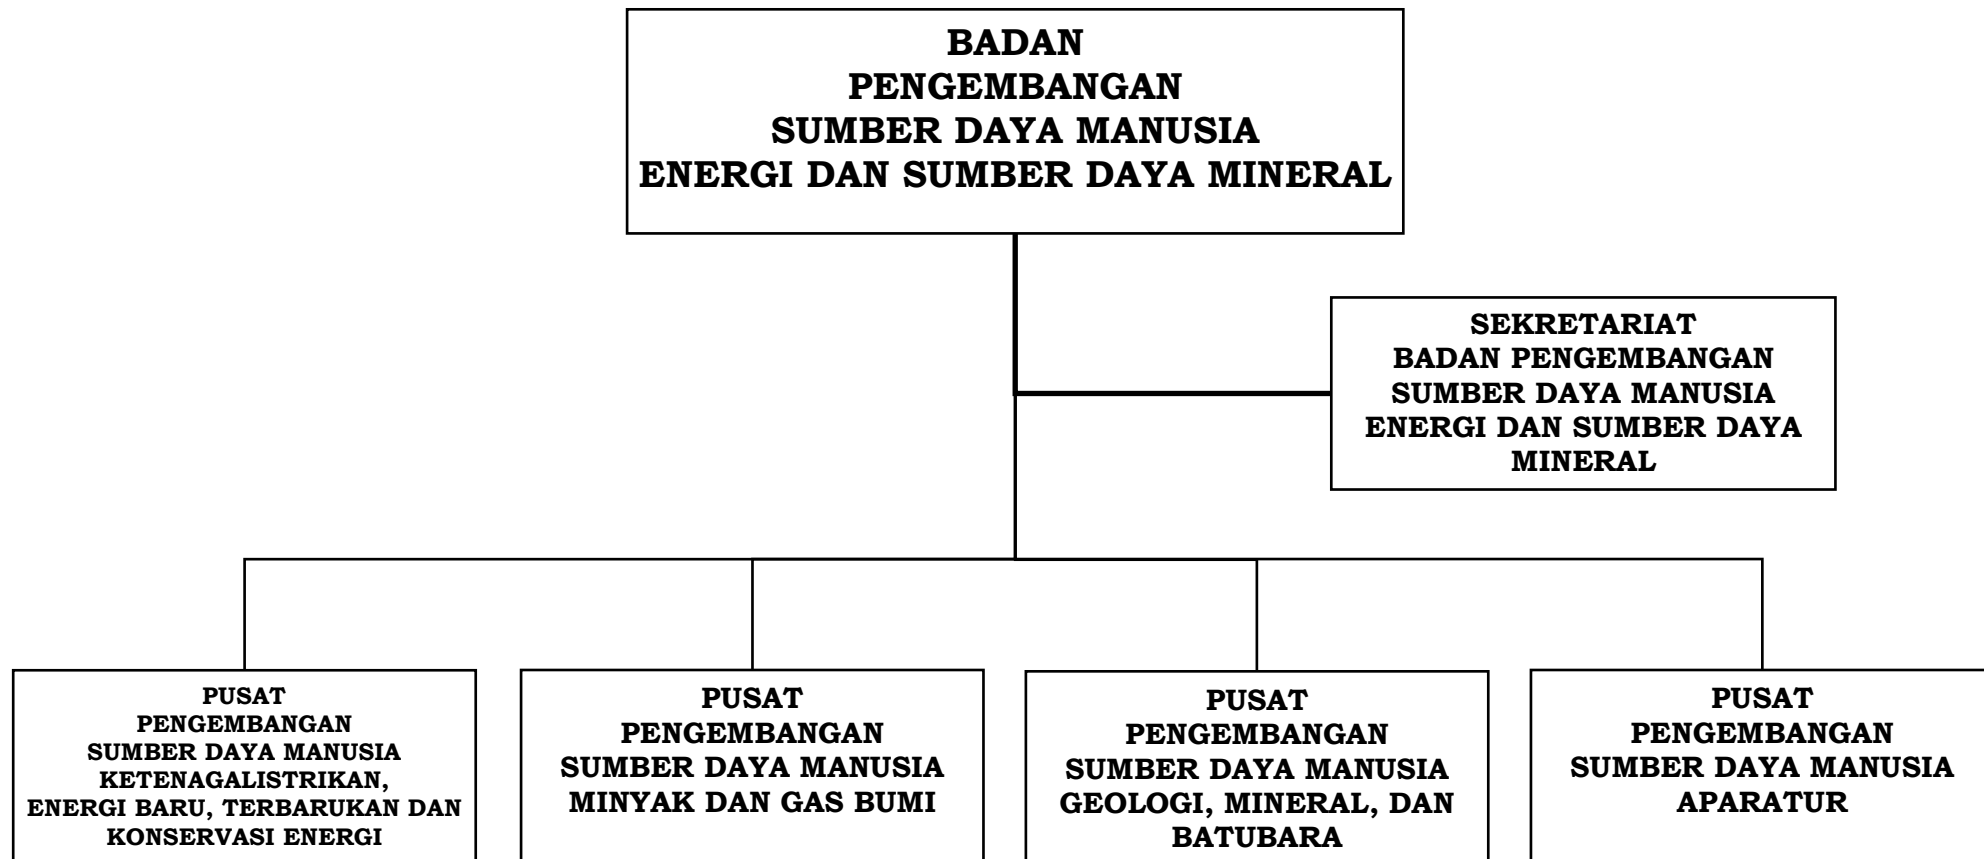 BADAN
PENGEMBANGAN
SUMBER DAYA MANUSIA
ENERGI DAN SUMBER DAYA MINERAL
SEKRETARIAT
BADAN PENGEMBANGAN
SUMBER DAYA MANUSIA
ENERGI DAN SUMBER DAYA
MINERAL
PUSAT
PENGEMBANGAN
SUMBER DAYA MANUSIA
KETENAGALISTRIKAN,
ENERGI BARU, TERBARUKAN DAN
KONSERVASI ENERGI
PUSAT
PENGEMBANGAN
SUMBER DAYA MANUSIA
MINYAK DAN GAS BUMI
PUSAT
PENGEMBANGAN
SUMBER DAYA MANUSIA
GEOLOGI, MINERAL, DAN
BATUBARA
PUSAT
PENGEMBANGAN
SUMBER DAYA MANUSIA
APARATUR